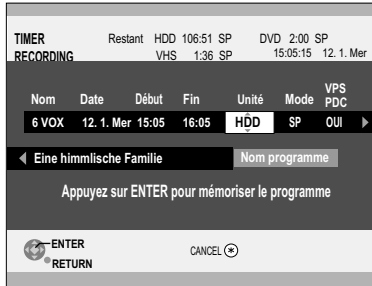 TIMER Restant HDD 106:51 SP DVD 2:00 SP
RECORDING VHS 1:36 SP 15:05:15 12. 1. Mer
VPS
Nom Date Début Fin Unité Mode PDC
6 VOX 12. 1. Mer 15:05 16:05 HDD SP OUI
Eine himmlische Familie Nom programme
Appuyez sur ENTER pour mémoriser le programme
ENTER CANCEL
RETURN